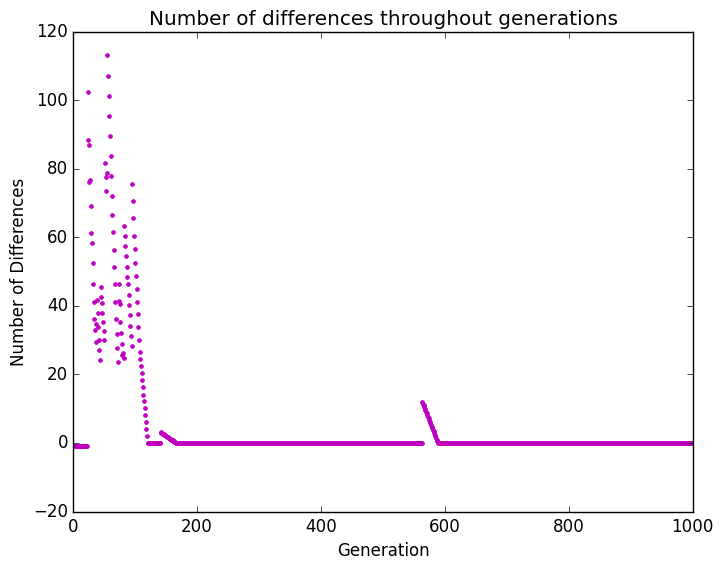 Number of differences throughout generations
120
100
80
60
40
20
0
−20
Number of Differences
0 200 400 600 800 1000
Generation